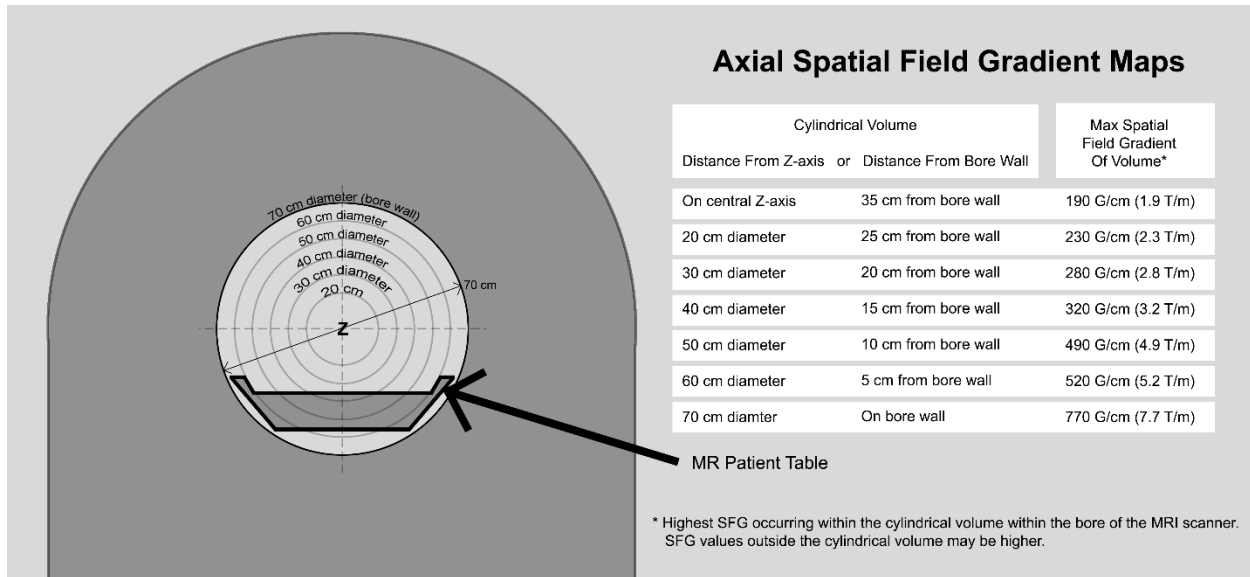 Axial Spatial Field Gradient Maps
Cylindrical Volume
Distance From Z-axis or Distance From Bore Wall
Max Spatial
Field Gradient
Of Volume*
On central Z-axis 35 cm from bore wall 190 G/cm (1.9 T/m)
20 cm diameter 25 cm from bore wall 230 G/cm (2.3 T/m)
30 cm diameter 20 cm from bore wall 280 G/cm (2.8 T/m)
40 cm diameter 15 cm from bore wall 320 G/cm (3.2 T/m)
50 cm diameter 10 cm from bore wall 490 G/cm (4.9 T/m)
60 cm diameter 5 cm from bore wall 520 G/cm (5.2 T/m)
70 cm diamter On bore wall 770 G/cm (7.7 T/m)
70 cm diameter (bore wall)
60 cm diameter
50 cm diameter
40 cm diameter
30 cm diameter
20 cm
70 cm
Z
MR Patient Table
* Highest SFG occurring within the cylindrical volume within the bore of the MRI scanner.
SFG values outside the cylindrical volume may be higher.